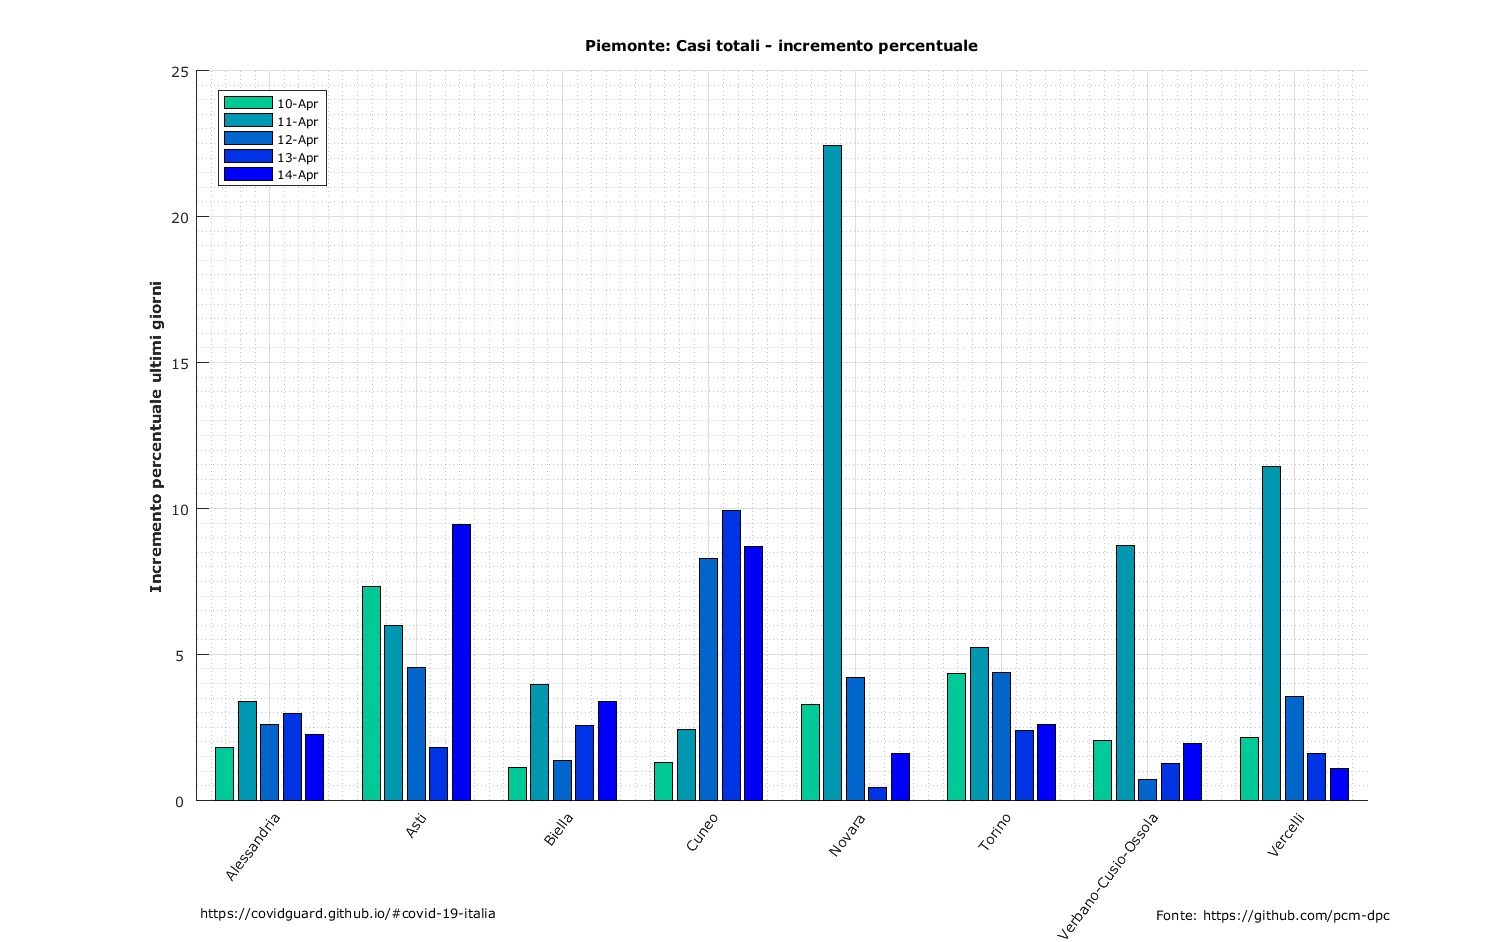 Piemonte: Casi totali - incremento percentuale
25
20
15
10
5
0
Incremento percentuale ultimi giorni
10-Apr
11-Apr
12-Apr
13-Apr
14-Apr
Alessandria
Asti
Biella
Cuneo
Novara
Torino
Verbano-Cusio-Ossola
Vercelli
https://covidguard.github.io/#covid-19-italia
Fonte: https://github.com/pcm-dpc